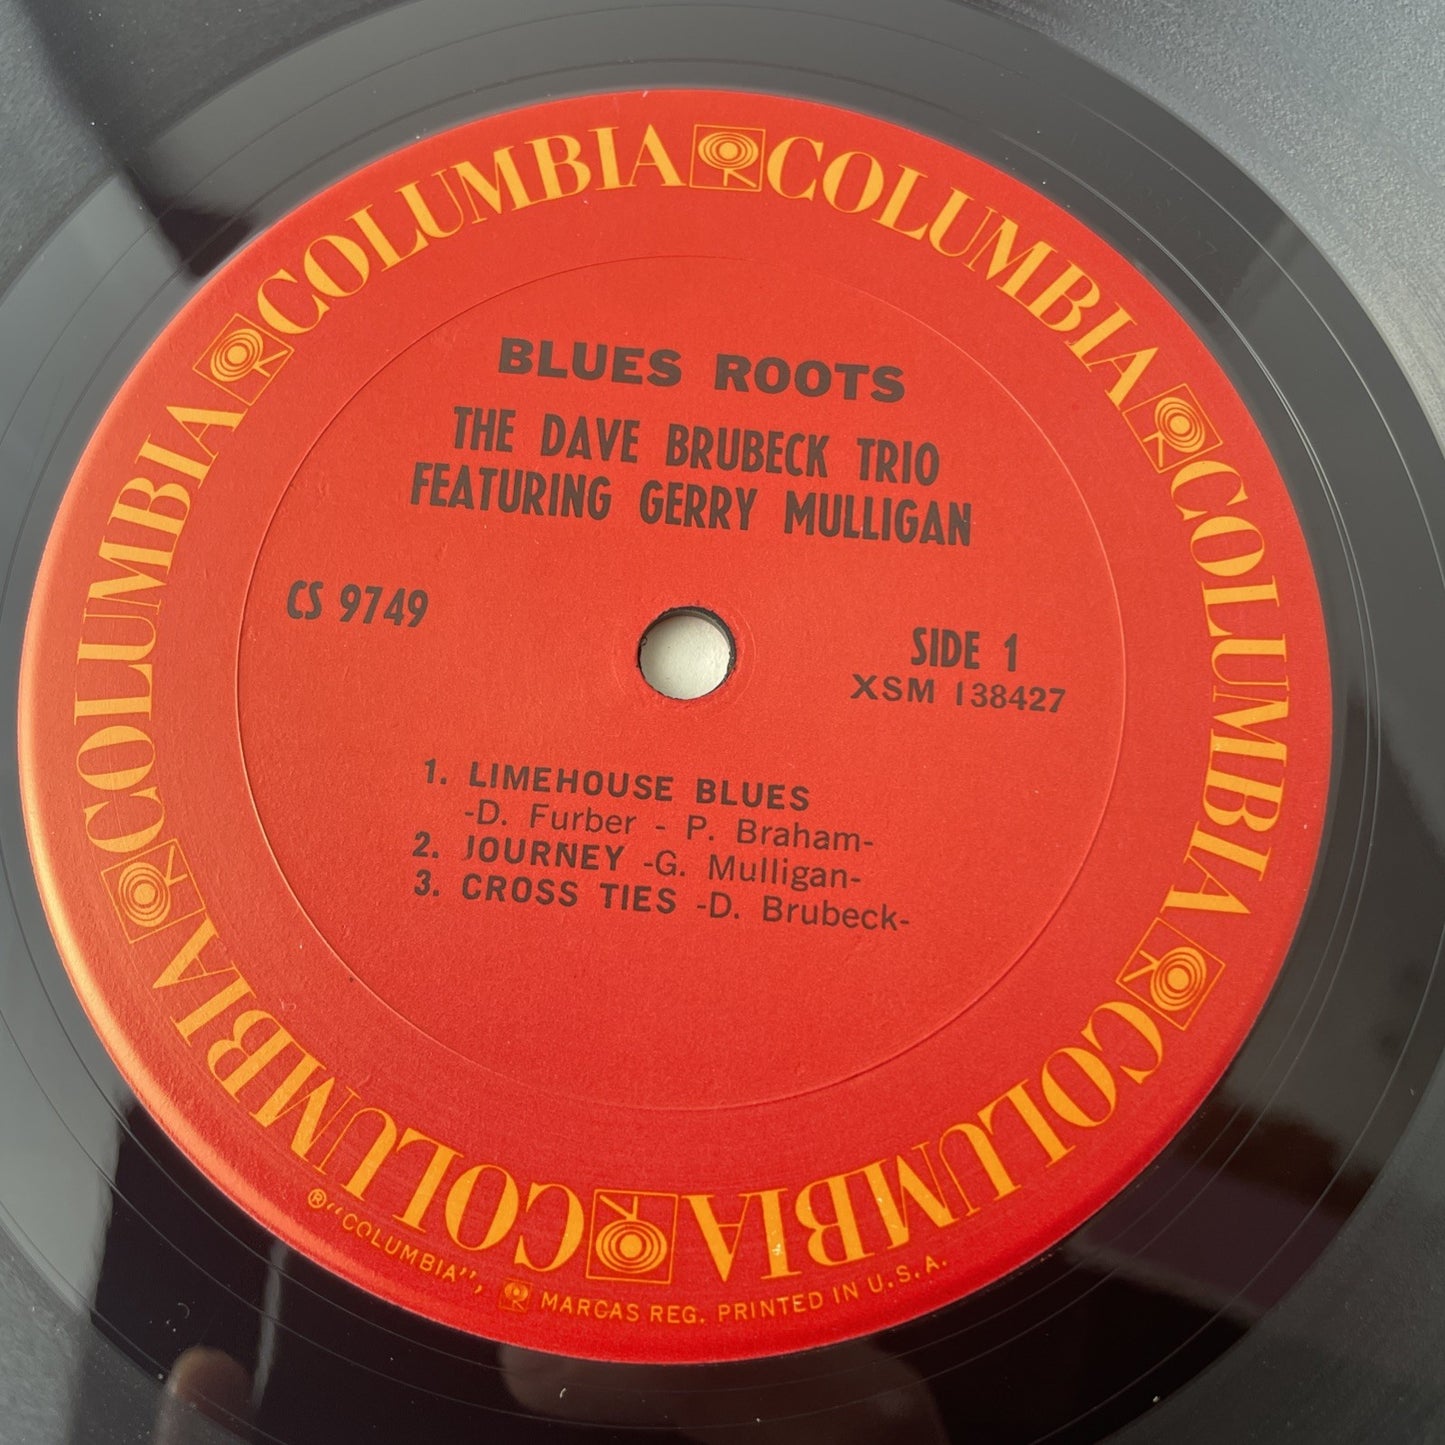 COLUMBIA COLUMBIA COLUMBIA COLUMBIA COLUMBIA COLUMBIA
BLUES ROOTS
THE DAVE BRUBECK TRIO
FEATURING GERRY MULLIGAN
CS 9749
SIDE 1
XSM 138427
1. LIMEHOUSE BLUES
-D. Furber - P. Braham-
2. JOURNEY -G. Mulligan-
3. CROSS TIES -D. Brubeck-
® "COLUMBIA", MARCAS REG. PRINTED IN U.S.A.